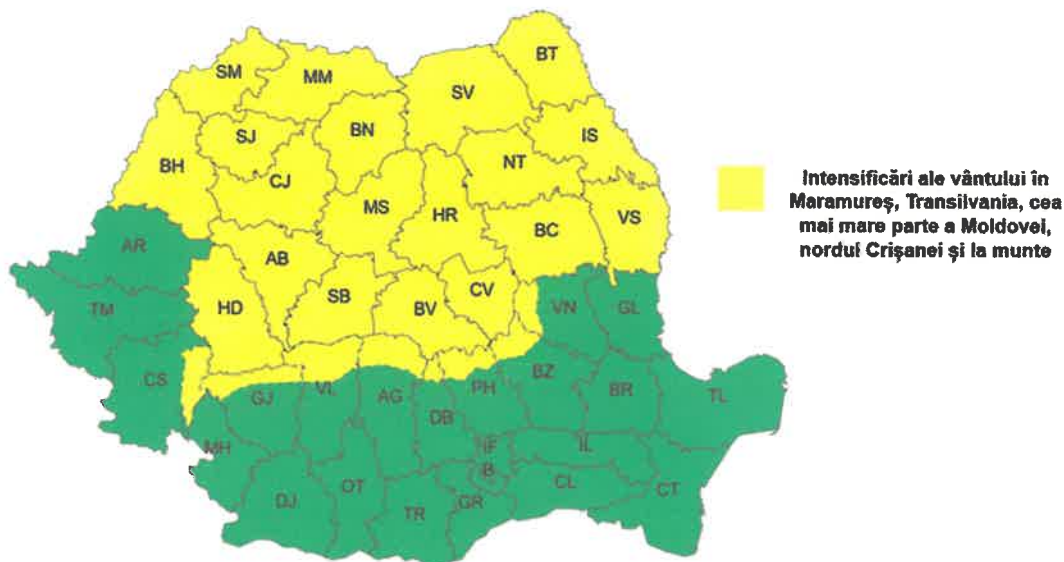 BT
SM
MM
SV
SJ
BN
IS
BH
NT
CJ
MS
HR
VS
BC
AR
AB
CV
SB
HD
BV
VN
GL
TM
CS
BZ
VL
AG
PH
BR
TL
GJ
DB
MH
IF
IL
B
CL
CT
OT
GR
DJ
TR
Intensificări ale vântului în
Maramureș, Transilvania, cea
mai mare parte a Moldovei,
nordul Crișanei și la munte